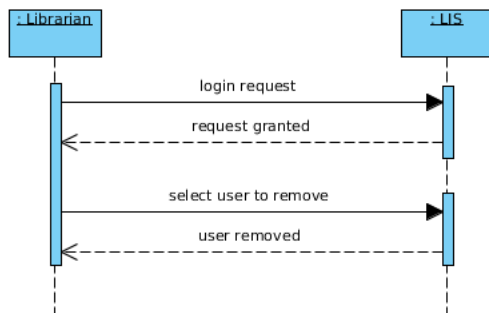 : Librarian
: LIS
login request
request granted
select user to remove
user removed